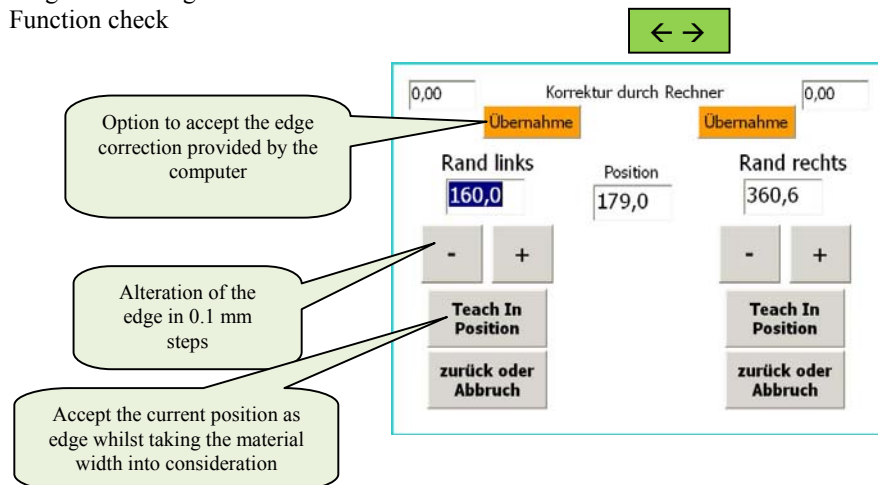 Function check
← →
0,00
Korrektur durch Rechner
0,00
Übernahme
Übernahme
Option to accept the edge
correction provided by the
computer
Rand links
Position
Rand rechts
160,0
179,0
360,6
- +
- +
Alteration of the
edge in 0.1 mm
steps
Teach In
Position
Teach In
Position
zurück oder
Abbruch
zurück oder
Abbruch
Accept the current position as
edge whilst taking the material
width into consideration